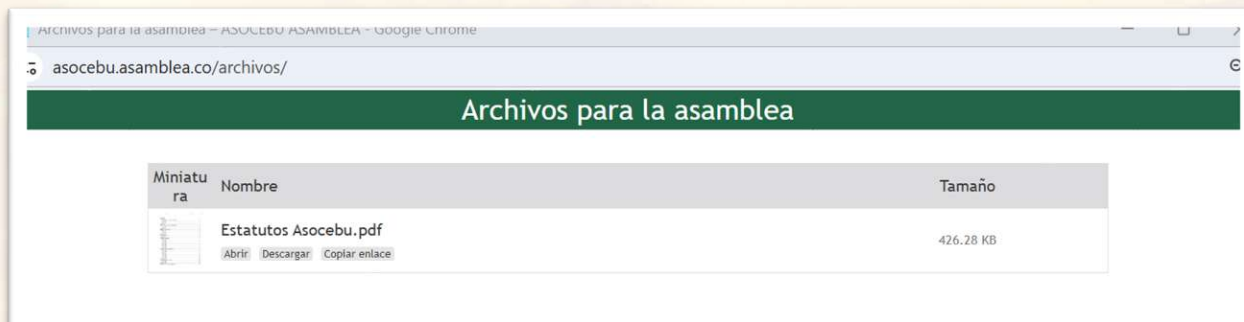 Archivos para la asamblea – ASOCEBU ASAMBLEA - Google Chrome
asocebu.asamblea.co/archivos/
Archivos para la asamblea
Miniatu
ra
Nombre
Tamaño
Estatutos Asocebu.pdf
426.28 KB
Abrir Descargar Copiar enlace